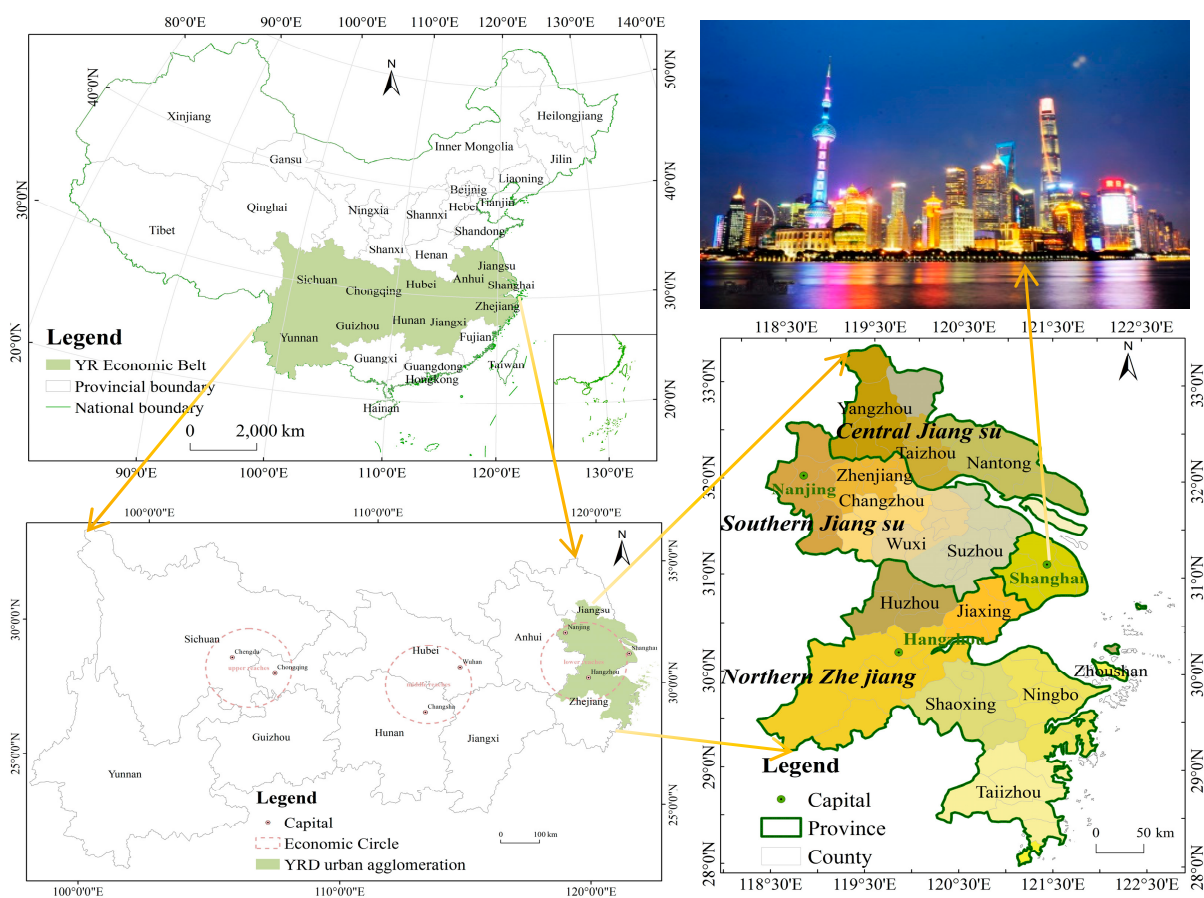 80°0'E 90°0'E 100°0'E 110°0'E 120°0'E 130°0'E 140°0'E
40°0'N
30°0'N
20°0'N
50°0'N
40°0'N
30°0'N
20°0'N
N
Xinjiang
Heilongjiang
Inner Mongolia
Jilin
Gansu
Liaoning
Beijnig
Hebei
Tianjin
Qinghai
Ningxia
Shannxi
Shandong
Tibet
Shanxi
Henan
Jiangsu
Sichuan
Chongqing
Hubei
Anhui
Shanghai
Zhejiang
Guizhou
Hunan
Jiangxi
Yunnan
Fujian
Guangxi
Guangdong
Taiwan
Hongkong
Hainan
Legend
YR Economic Belt
Provincial boundary
National boundary
0 2,000 km
90°0'E 100°0'E 110°0'E 120°0'E 130°0'E
100°0'0"E 110°0'0"E 120°0'0"E
30°0'0"N
25°0'0"N
35°0'0"N
30°0'0"N
25°0'0"N
N
Jiangsu
Nanjing
Anhui
Sichuan
Chengdu
upper reaches
Chongqing
Hubei
Wuhan
Changsha
Shanghai
lower reaches
Hangzhou
Zhejiang
Guizhou
Hunan
Jiangxi
Yunnan
Legend
Capital
Economic Circle
YRD urban agglomeration
0 100 km
100°0'0"E 110°0'0"E 120°0'0"E
118°30'E 119°30'E 120°30'E 121°30'E 122°30'E
33°0'N
32°0'N
31°0'N
30°0'N
29°0'N
28°0'N
33°0'N
32°0'N
31°0'N
30°0'N
29°0'N
28°0'N
N
Yangzhou
Central Jiang su
Taizhou
Nantong
Zhenjiang
Nanjing
Changzhou
Southern Jiang su
Wuxi
Suzhou
Shanghai
Huzhou
Jiaxing
Hangzhou
Northern Zhe jiang
Zhoushan
Ningbo
Shaoxing
Taiizhou
Legend
Capital
Province
County
0 50 km
118°30'E 119°30'E 120°30'E 121°30'E 122°30'E